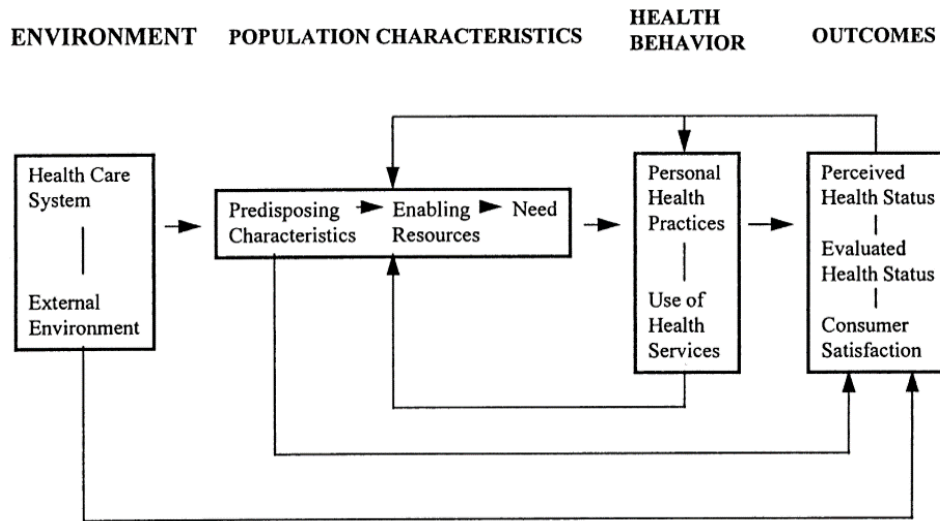 ENVIRONMENT
POPULATION CHARACTERISTICS
HEALTH
BEHAVIOR
OUTCOMES
Health Care
System
External
Environment
Predisposing
Characteristics
Enabling
Resources
Need
Personal
Health
Practices
Use of
Health
Services
Perceived
Health Status
Evaluated
Health Status
Consumer
Satisfaction